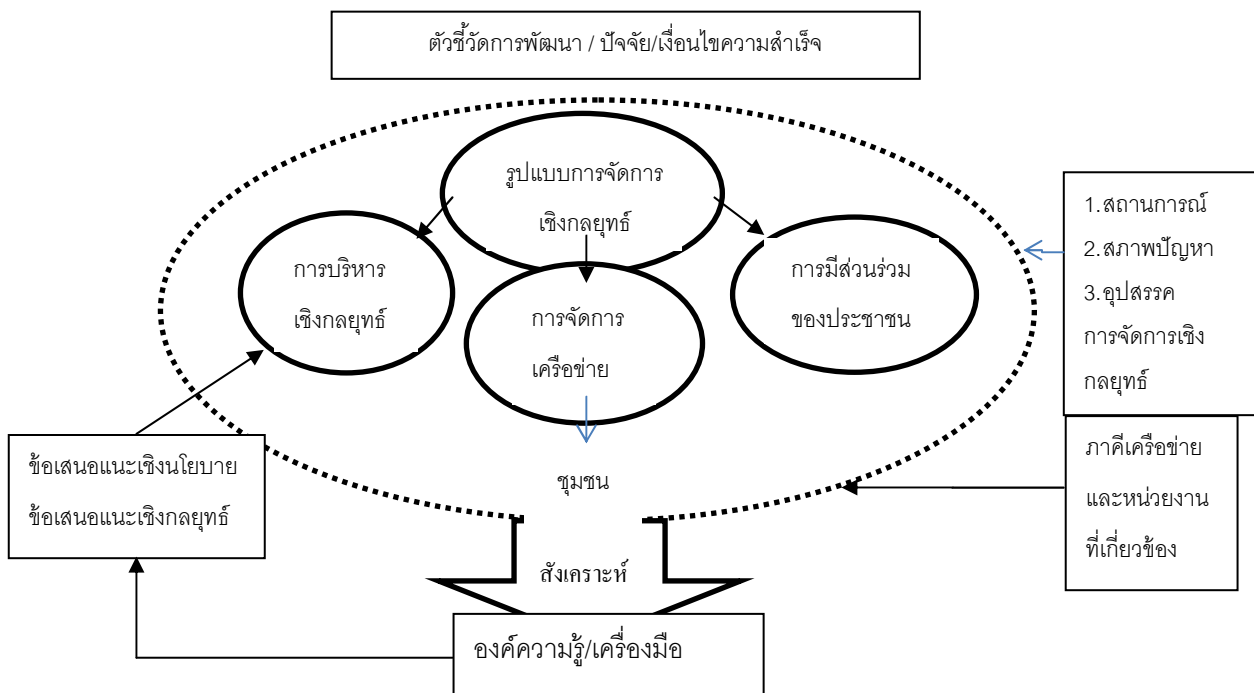 ตัวชี้วัดการพัฒนา / ปัจจัย/เงื่อนไขความสำเร็จ
รูปแบบการจัดการ
เชิงกลยุทธ์
การบริหาร
เชิงกลยุทธ์
การจัดการ
เครือข่าย
การมีส่วนร่วม
ของประชาชน
1.สถานการณ์
2.สภาพปัญหา
3.อุปสรรค
การจัดการเชิง
กลยุทธ์
ภาคีเครือข่าย
และหน่วยงาน
ที่เกี่ยวข้อง
ข้อเสนอแนะเชิงนโยบาย
ข้อเสนอแนะเชิงกลยุทธ์
ชุมชน
สังเคราะห์
องค์ความรู้/เครื่องมือ